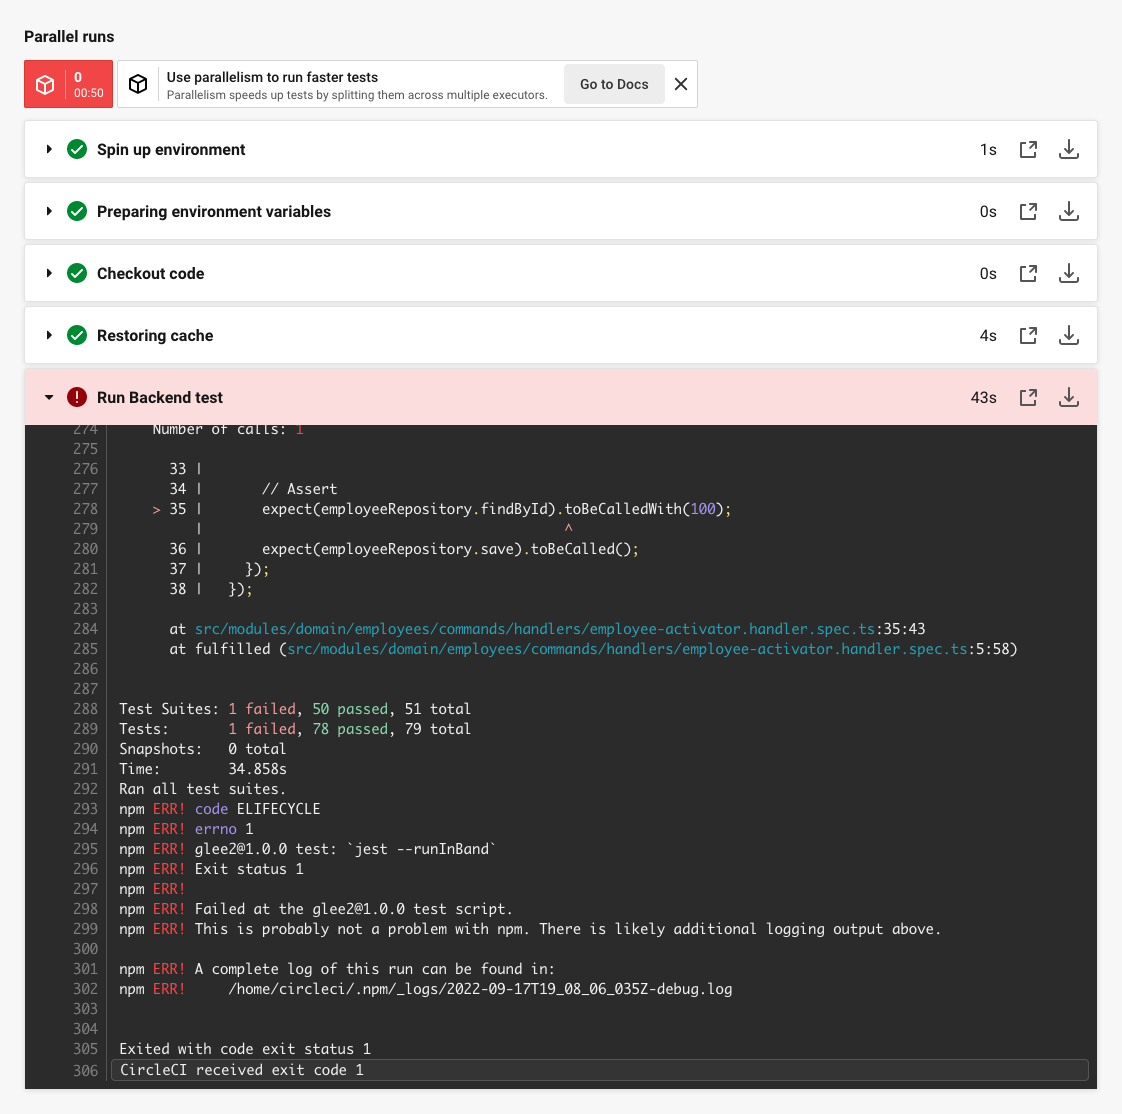 Parallel runs
0
00:50
Use parallelism to run faster tests
Parallelism speeds up tests by splitting them across multiple executors.
Go to Docs
Spin up environment 1s
Preparing environment variables 0s
Checkout code 0s
Restoring cache 4s
Run Backend test 43s
274 Number of calls: 1
275
276 33 |
277 34 | // Assert
278 > 35 | expect(employeeRepository.findById).toBeCalledWith(100);
279 | ^
280 36 | expect(employeeRepository.save).toBeCalled();
281 37 | });
282 38 | });
283
284 at src/modules/domain/employees/commands/handlers/employee-activator.handler.spec.ts:35:43
285 at fulfilled (src/modules/domain/employees/commands/handlers/employee-activator.handler.spec.ts:5:58)
286
287
288 Test Suites: 1 failed, 50 passed, 51 total
289 Tests: 1 failed, 78 passed, 79 total
290 Snapshots: 0 total
291 Time: 34.858s
292 Ran all test suites.
293 npm ERR! code ELIFECYCLE
294 npm ERR! errno 1
295 npm ERR! glee2@1.0.0 test: `jest --runInBand`
296 npm ERR! Exit status 1
297 npm ERR!
298 npm ERR! Failed at the glee2@1.0.0 test script.
299 npm ERR! This is probably not a problem with npm. There is likely additional logging output above.
300
301 npm ERR! A complete log of this run can be found in:
302 npm ERR! /home/circleci/.npm/_logs/2022-09-17T19_08_06_035Z-debug.log
303
304
305 Exited with code exit status 1
306 CircleCI received exit code 1